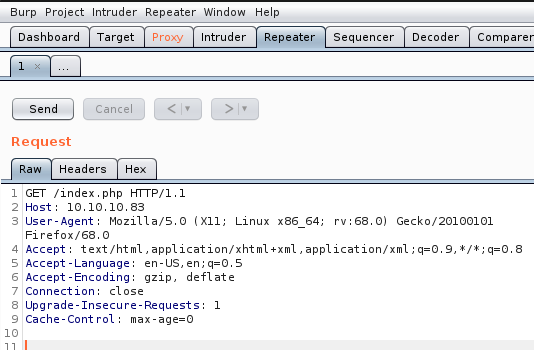 Burp Project Intruder Repeater Window Help
Dashboard Target Proxy Intruder Repeater Sequencer Decoder Comparer
1 × ...
Send Cancel < ▼ > ▼
Request
Raw Headers Hex
1 GET /index.php HTTP/1.1
2 Host: 10.10.10.83
3 User-Agent: Mozilla/5.0 (X11; Linux x86_64; rv:68.0) Gecko/20100101
Firefox/68.0
4 Accept: text/html,application/xhtml+xml,application/xml;q=0.9,*/*;q=0.8
5 Accept-Language: en-US,en;q=0.5
6 Accept-Encoding: gzip, deflate
7 Connection: close
8 Upgrade-Insecure-Requests: 1
9 Cache-Control: max-age=0
10
11